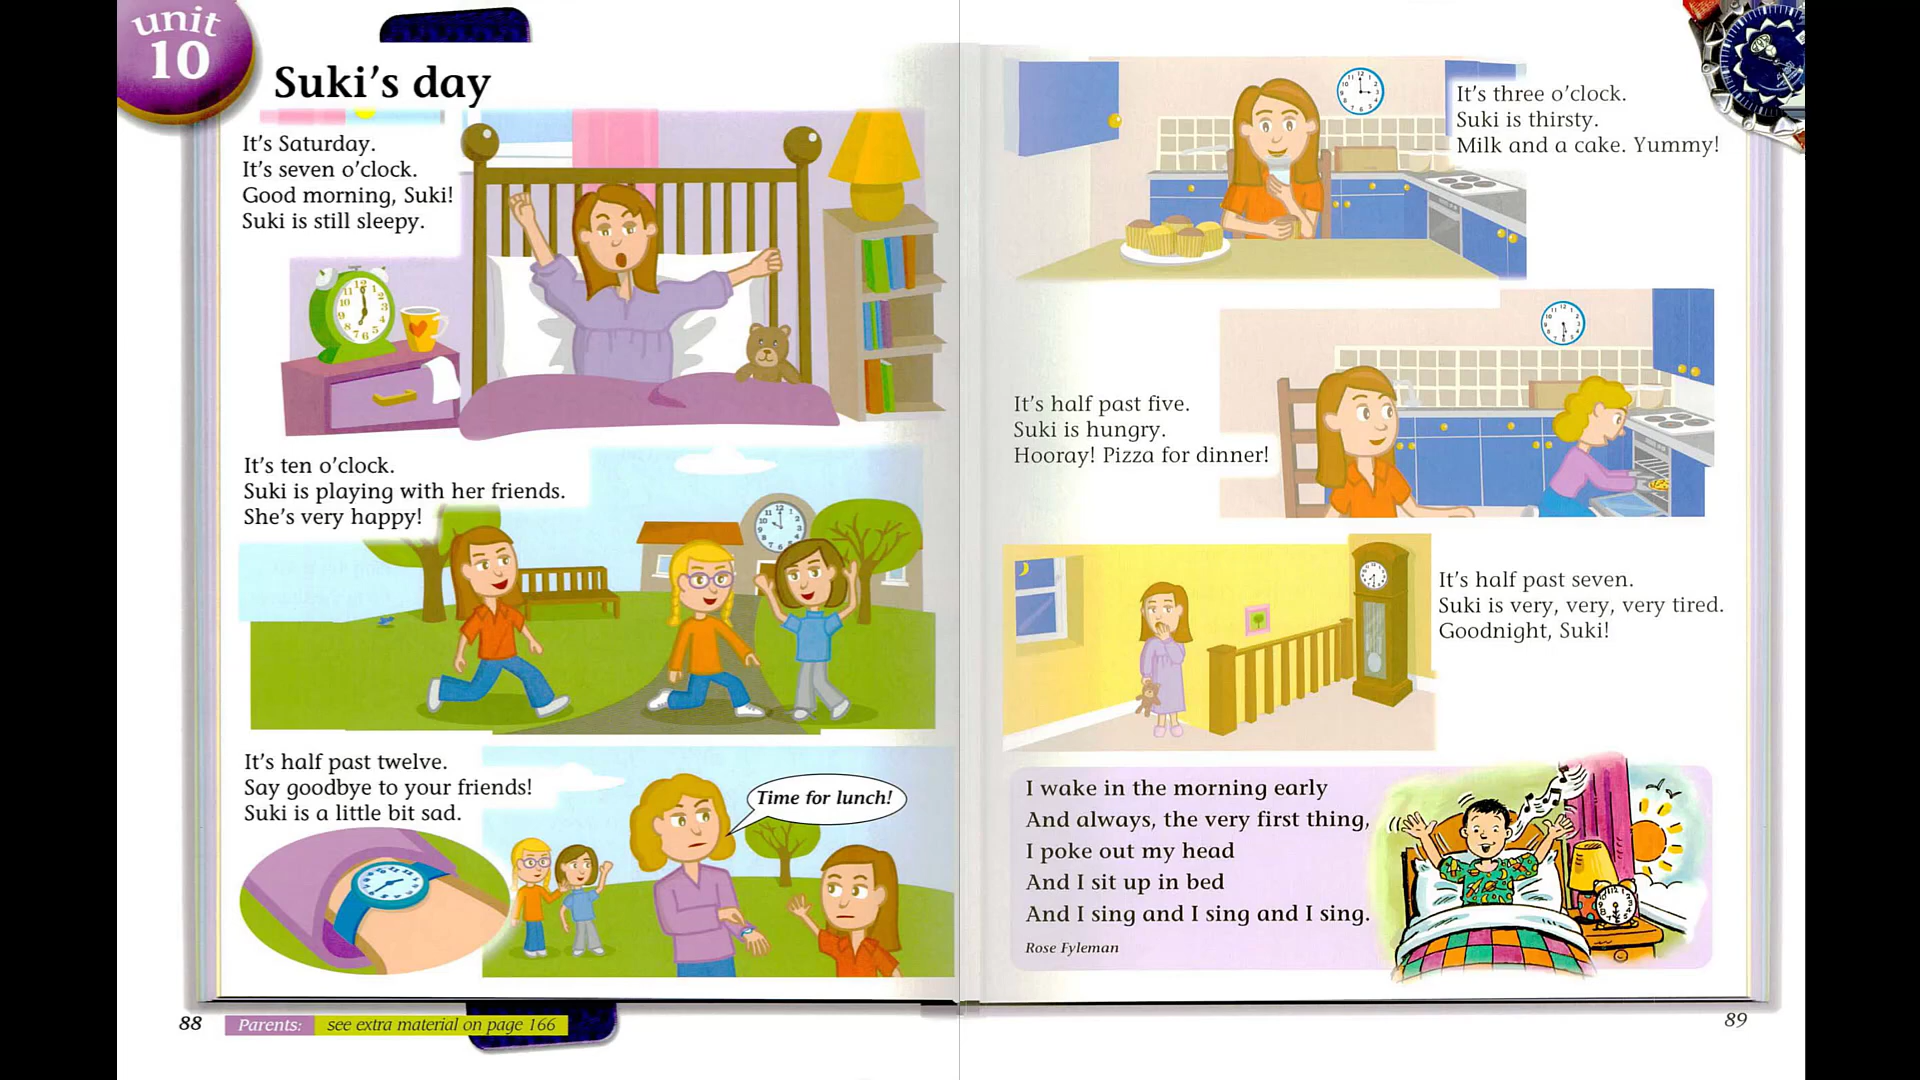 unit
10
Suki's day
It's Saturday.
It's seven o'clock.
Good morning, Suki!
Suki is still sleepy.
It's ten o'clock.
Suki is playing with her friends.
She's very happy!
It's half past twelve.
Say goodbye to your friends!
Suki is a little bit sad.
Time for lunch!
88 Parents: see extra material on page 166
It's three o'clock.
Suki is thirsty.
Milk and a cake. Yummy!
It's half past five.
Suki is hungry.
Hooray! Pizza for dinner!
It's half past seven.
Suki is very, very, very tired.
Goodnight, Suki!
I wake in the morning early
And always, the very first thing,
I poke out my head
And I sit up in bed
And I sing and I sing and I sing.
Rose Fyleman
89